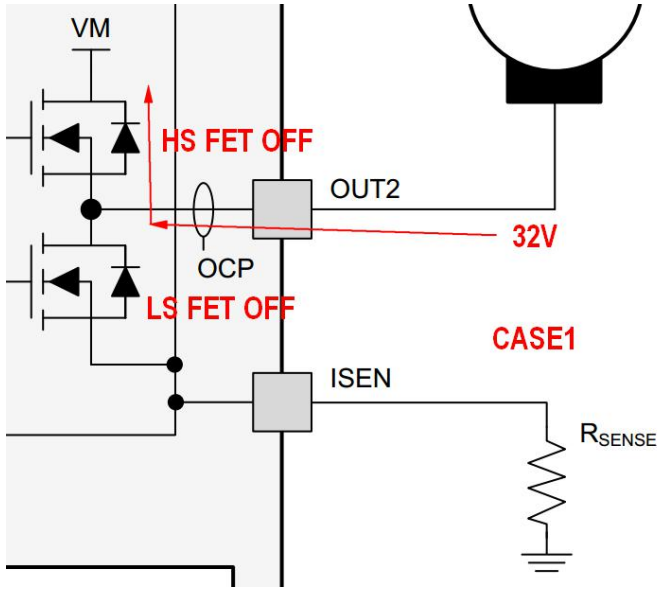 VM
HS FET OFF
OUT2
32V
OCP
LS FET OFF
CASE1
ISEN
RSENSE